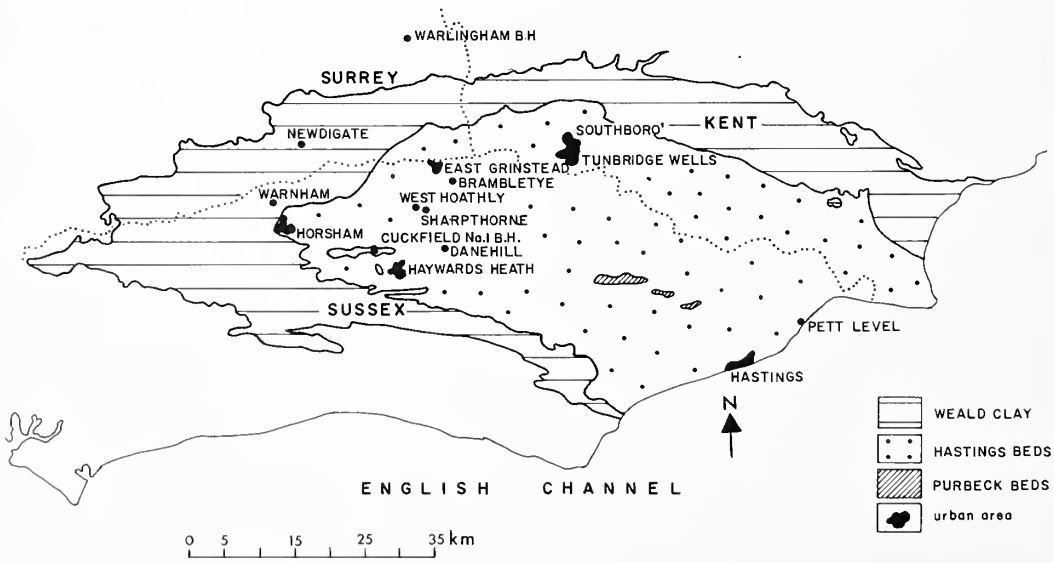 WARLINGHAM B.H
SURREY
KENT
SOUTHBORO'
NEWDIGATE
TUNBRIDGE WELLS
EAST GRINSTEAD
BRAMBLETYE
WARNHAM
WEST HOATHLY
SHARPTHORNE
HORSHAM
CUCKFIELD No.I B.H.
DANEHILL
HAYWARDS HEATH
SUSSEX
PETT LEVEL
HASTINGS
N
WEALD CLAY
HASTINGS BEDS
PURBECK BEDS
urban area
ENGLISH CHANNEL
0 5 15 25 35 km